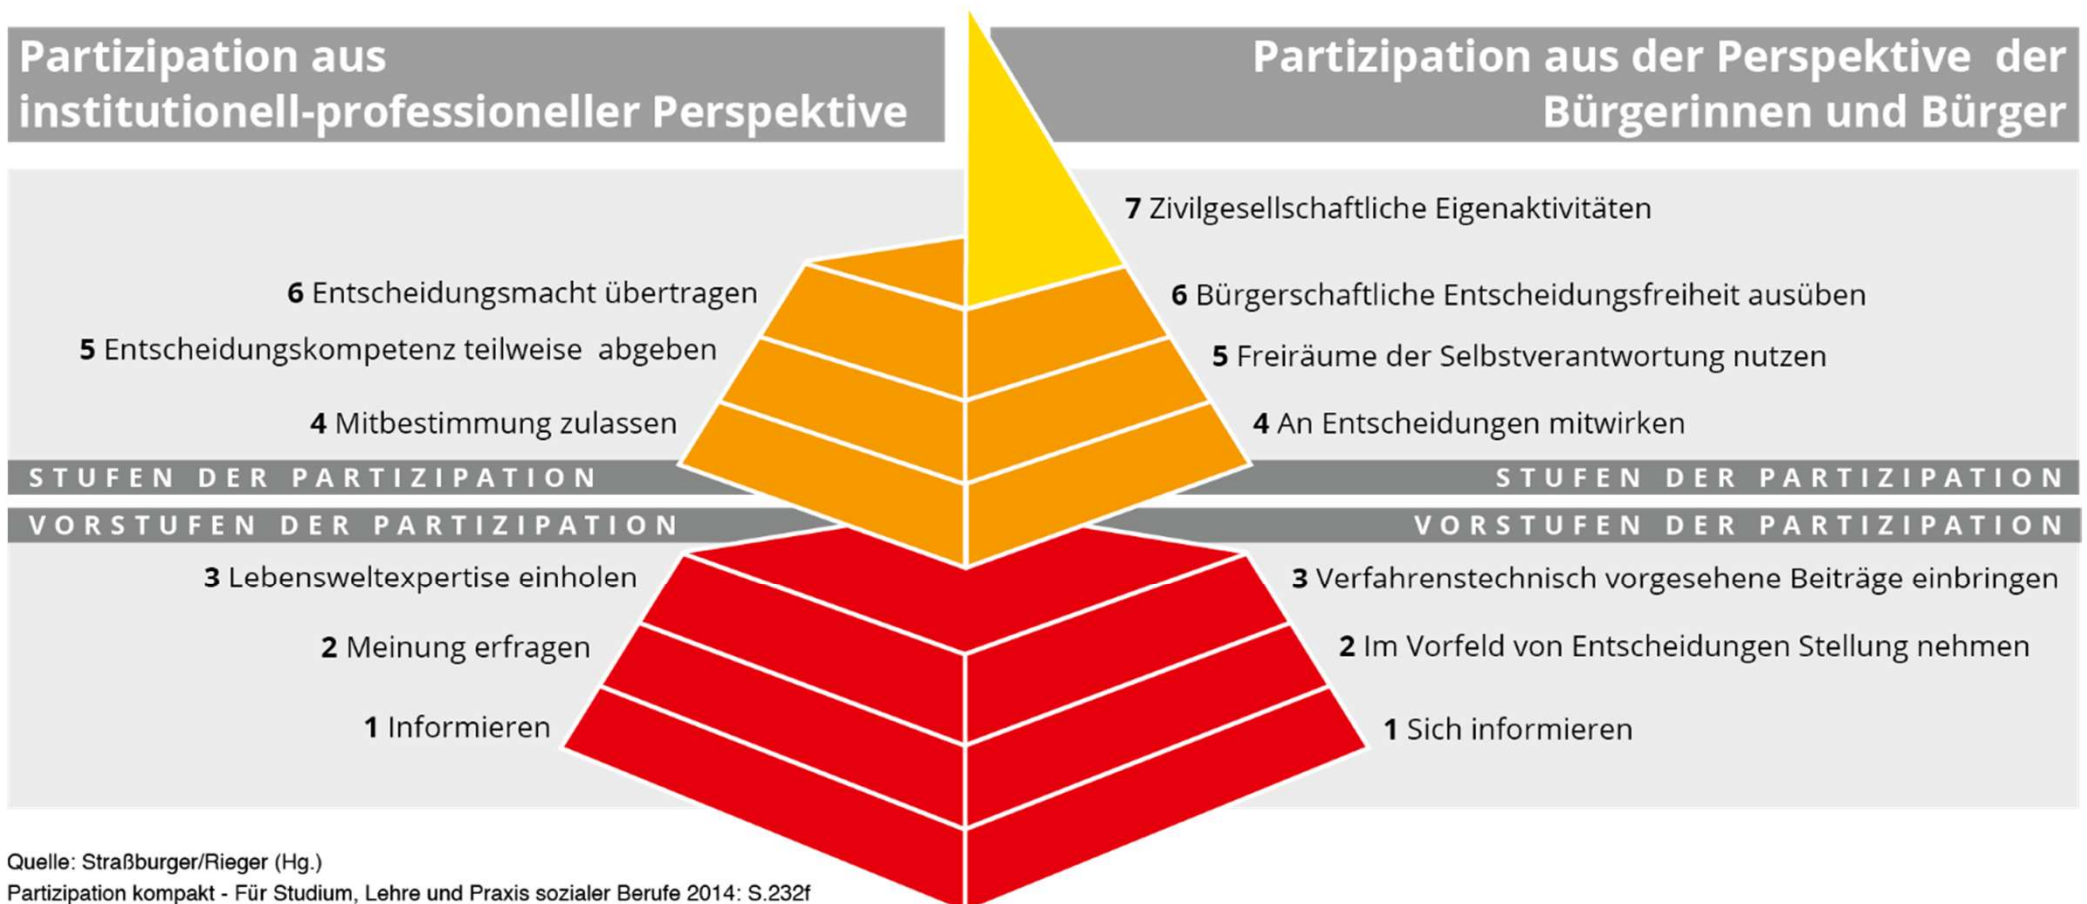 Partizipation aus
institutionell-professioneller Perspektive
Partizipation aus der Perspektive der
Bürgerinnen und Bürger
6 Entscheidungsmacht übertragen
5 Entscheidungskompetenz teilweise abgeben
4 Mitbestimmung zulassen
STUFEN DER PARTIZIPATION
VORSTUFEN DER PARTIZIPATION
3 Lebensweltexpertise einholen
2 Meinung erfragen
1 Informieren
7 Zivilgesellschaftliche Eigenaktivitäten
6 Bürgerschaftliche Entscheidungsfreiheit ausüben
5 Freiräume der Selbstverantwortung nutzen
4 An Entscheidungen mitwirken
STUFEN DER PARTIZIPATION
VORSTUFEN DER PARTIZIPATION
3 Verfahrenstechnisch vorgesehene Beiträge einbringen
2 Im Vorfeld von Entscheidungen Stellung nehmen
1 Sich informieren
Quelle: Straßburger/Rieger (Hg.)
Partizipation kompakt - Für Studium, Lehre und Praxis sozialer Berufe 2014: S.232f